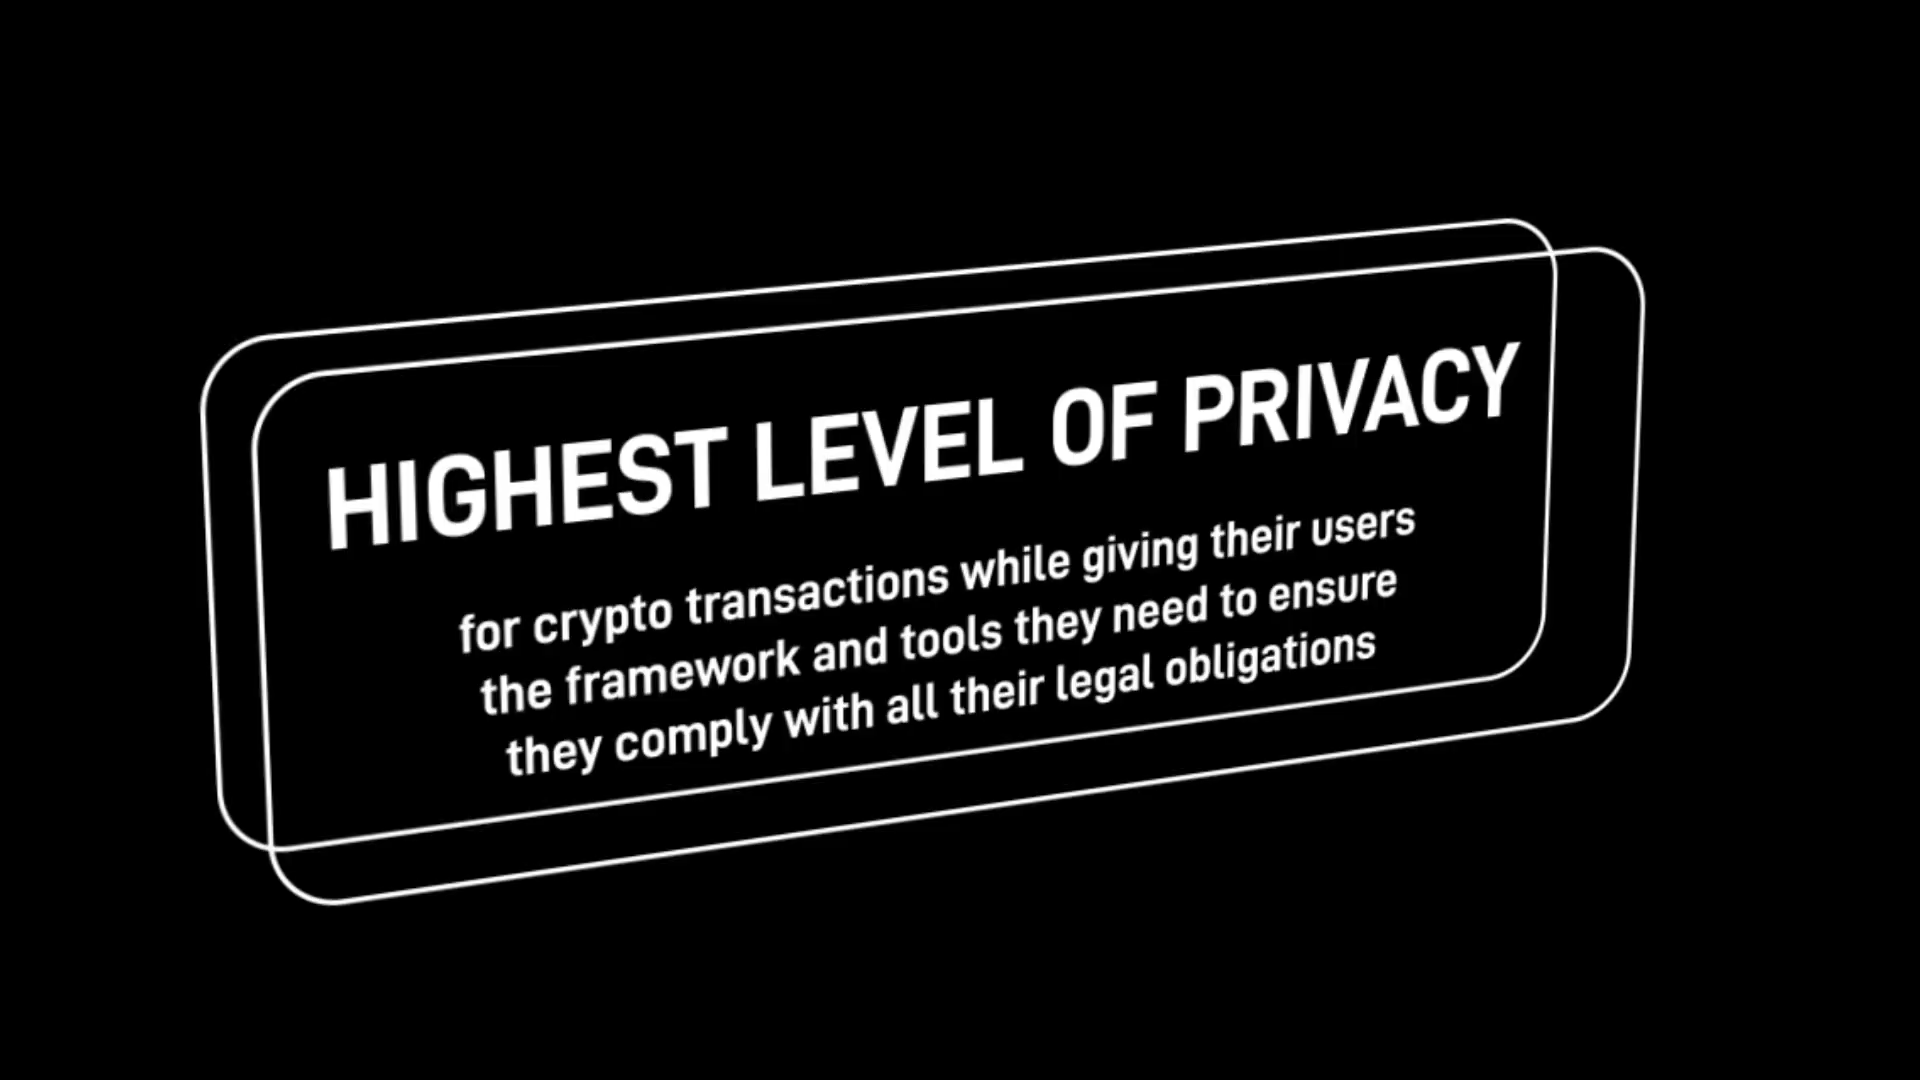 HIGHEST LEVEL OF PRIVACY
for crypto transactions while giving their users
the framework and tools they need to ensure
they comply with all their legal obligations